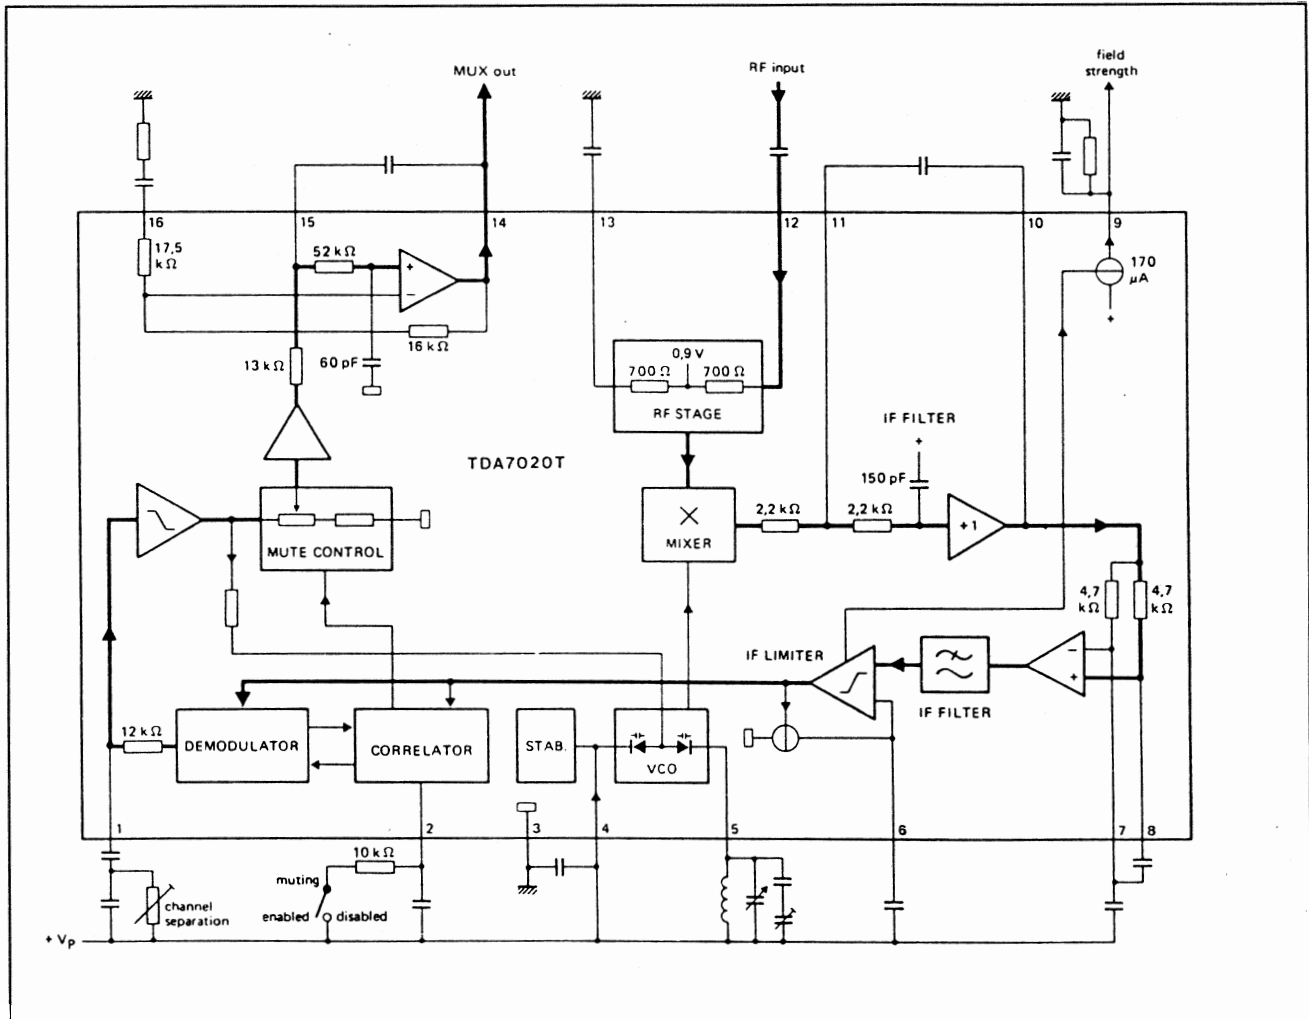 MUX out
RF input
field
strength
16
15
14
13
12
11
10
9
17,5
kΩ
52 kΩ
+
−
16 kΩ
13 kΩ
60 pF
170
μA
+
0,9 V
700 Ω
700 Ω
RF STAGE
IF FILTER
+
150 pF
TDA7020T
2,2 kΩ
2,2 kΩ
+1
MIXER
MUTE CONTROL
4,7
kΩ
4,7
kΩ
IF LIMITER
−
+
IF FILTER
12 kΩ
DEMODULATOR
CORRELATOR
STAB.
VCO
1
2
3
4
5
6
7
8
10 kΩ
muting
enabled
disabled
channel
separation
+ VP